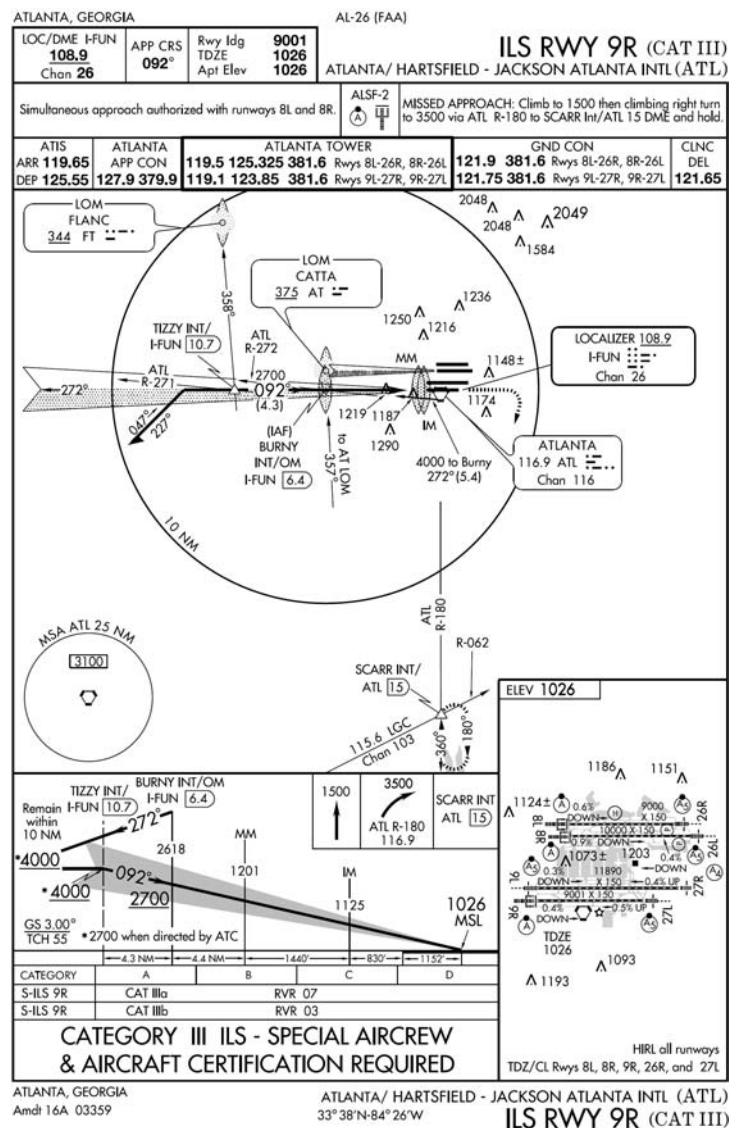 ATLANTA, GEORGIA
AL-26 (FAA)
LOC/DME I-FUN
108.9
Chan 26
APP CRS
092°
Rwy ldg 9001
TDZE 1026
Apt Elev 1026
ILS RWY 9R (CAT III)
ATLANTA/ HARTSFIELD - JACKSON ATLANTA INTL (ATL)
Simultaneous approach authorized with runways 8L and 8R.
ALSF-2
A
MISSED APPROACH: Climb to 1500 then climbing right turn
to 3500 via ATL R-180 to SCARR Int/ATL 15 DME and hold.
ATIS
ARR 119.65
DEP 125.55
ATLANTA
APP CON
127.9 379.9
ATLANTA TOWER
119.5 125.325 381.6 Rwys 8L-26R, 8R-26L
119.1 123.85 381.6 Rwys 9L-27R, 9R-27L
GND CON
121.9 381.6 Rwys 8L-26R, 8R-26L
121.75 381.6 Rwys 9L-27R, 9R-27L
CLNC
DEL
121.65
LOM
FLANC
344 FT
2048
2048
2049
1584
LOM
CATTA
375 AT
358°
1250
1236
1216
TIZZY INT/
I-FUN 10.7
ATL
R-272
MM
LOCALIZER 108.9
I-FUN
Chan 26
ATL
R-271
2700
1148±
272°
092°
(4.3)
1219
1187
1174
047°
227°
1290
IM
(IAF)
BURNY
INT/OM
I-FUN 6.4
to AT LOM
357°
4000 to Burny
272° (5.4)
ATLANTA
116.9 ATL
Chan 116
10 NM
ATL
R-180
MSA ATL 25 NM
3100
R-062
SCARR INT/
ATL 15
115.6 LGC
Chan 103
360°
180°
ELEV 1026
1186
1151
1124±
A
H
A5
0.6%
DOWN
9000
X 150
8L
26R
8R
10000 X 150
26L
0.9% DOWN
0.4%
DOWN
1073±
1203
A5
A5
A4
0.3%
DOWN
11890
X 150
0.4% UP
9L
27R
9001 X 150
9R
0.4%
DOWN
0.5% UP
27L
A
A5
TDZE
1026
1093
1193
HIRL all runways
TDZ/CL Rwys 8L, 8R, 9R, 26R, and 27L
Remain
within
10 NM
TIZZY INT/
I-FUN 10.7
BURNY INT/OM
I-FUN 6.4
1500
3500
ATL R-180
116.9
SCARR INT
ATL 15
272°
*4000
2618
MM
1201
IM
1125
1026
MSL
092°
*4000
2700
GS 3.00°
TCH 55
*2700 when directed by ATC
4.3 NM
4.4 NM
1440'
830'
1152'
CATEGORY A B C D
S-ILS 9R CAT IIIa RVR 07
S-ILS 9R CAT IIIb RVR 03
CATEGORY III ILS - SPECIAL AIRCREW
& AIRCRAFT CERTIFICATION REQUIRED
ATLANTA, GEORGIA
Amdt 16A 03359
33°38'N-84°26'W
ATLANTA/ HARTSFIELD - JACKSON ATLANTA INTL (ATL)
ILS RWY 9R (CAT III)